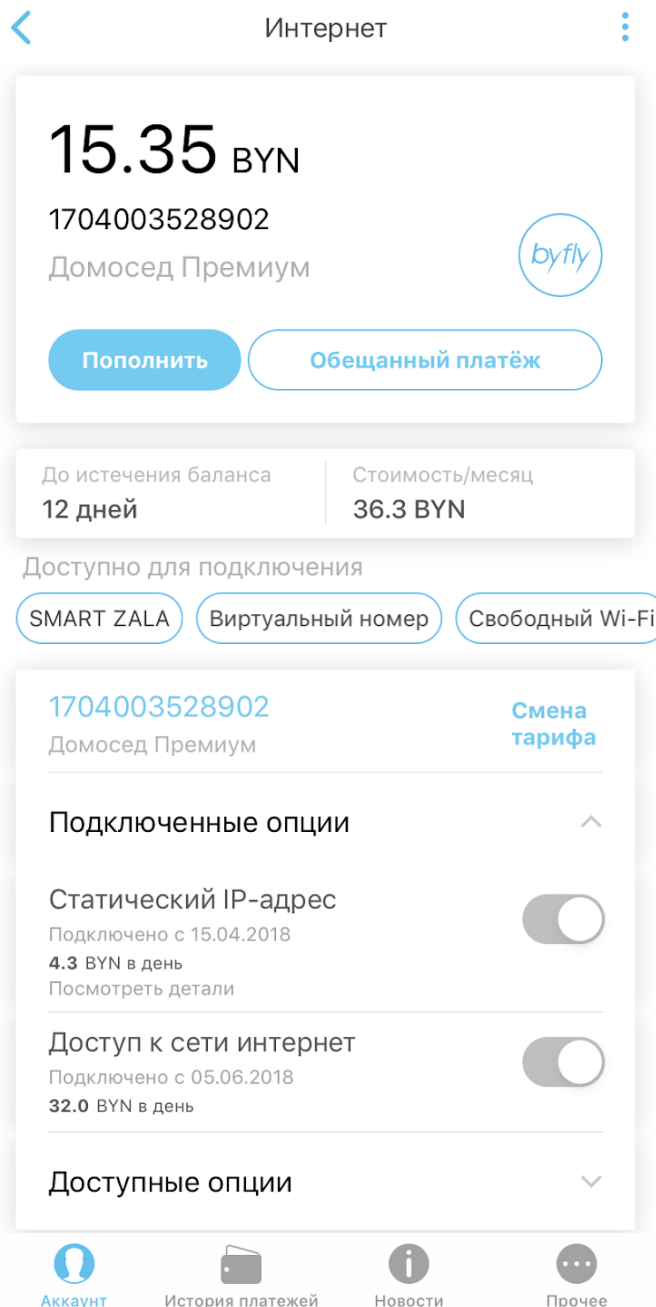 Интернет
15.35 BYN
1704003528902
Домосед Премиум
byfly
Пополнить
Обещанный платёж
До истечения баланса
12 дней
Стоимость/месяц
36.3 BYN
Доступно для подключения
SMART ZALA
Виртуальный номер
Свободный Wi-Fi
1704003528902
Домосед Премиум
Смена
тарифа
Подключенные опции
Статический IP-адрес
Подключено с 15.04.2018
4.3 BYN в день
Посмотреть детали
Доступ к сети интернет
Подключено с 05.06.2018
32.0 BYN в день
Доступные опции
Аккаунт
История платежей
Новости
Прочее